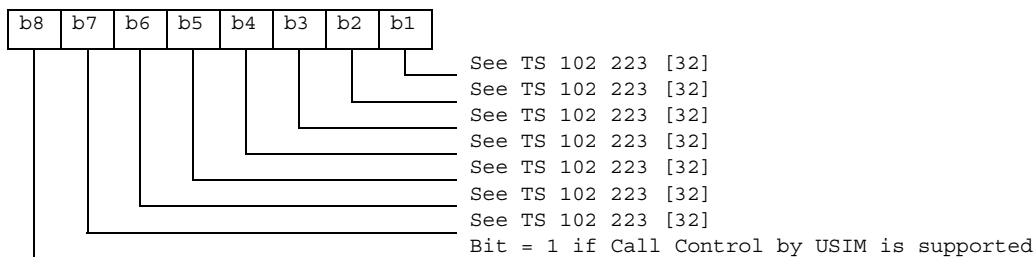 b8 b7 b6 b5 b4 b3 b2 b1
See TS 102 223 [32]
See TS 102 223 [32]
See TS 102 223 [32]
See TS 102 223 [32]
See TS 102 223 [32]
See TS 102 223 [32]
See TS 102 223 [32]
Bit = 1 if Call Control by USIM is supported